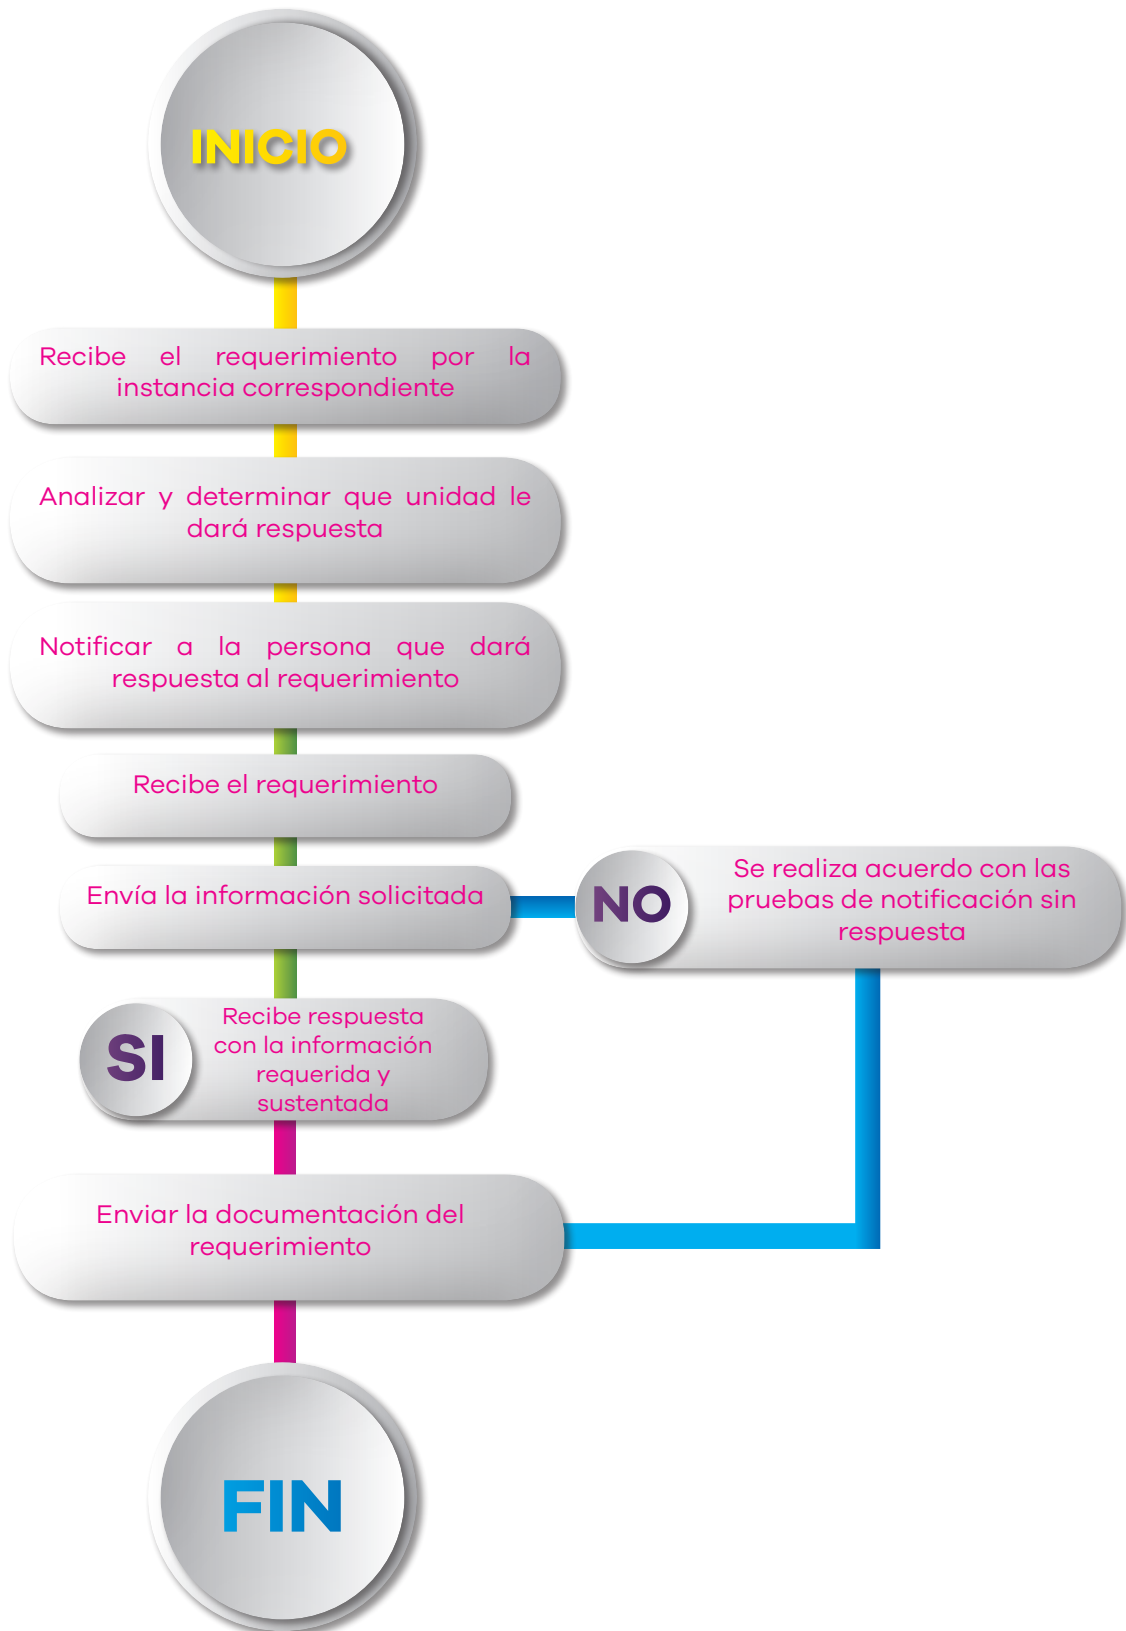 INICIO
Recibe el requerimiento por la
instancia correspondiente
Analizar y determinar que unidad le
dará respuesta
Notificar a la persona que dará
respuesta al requerimiento
Recibe el requerimiento
Envía la información solicitada
NO
Se realiza acuerdo con las
pruebas de notificación sin
respuesta
SI
Recibe respuesta
con la información
requerida y
sustentada
Enviar la documentación del
requerimiento
FIN